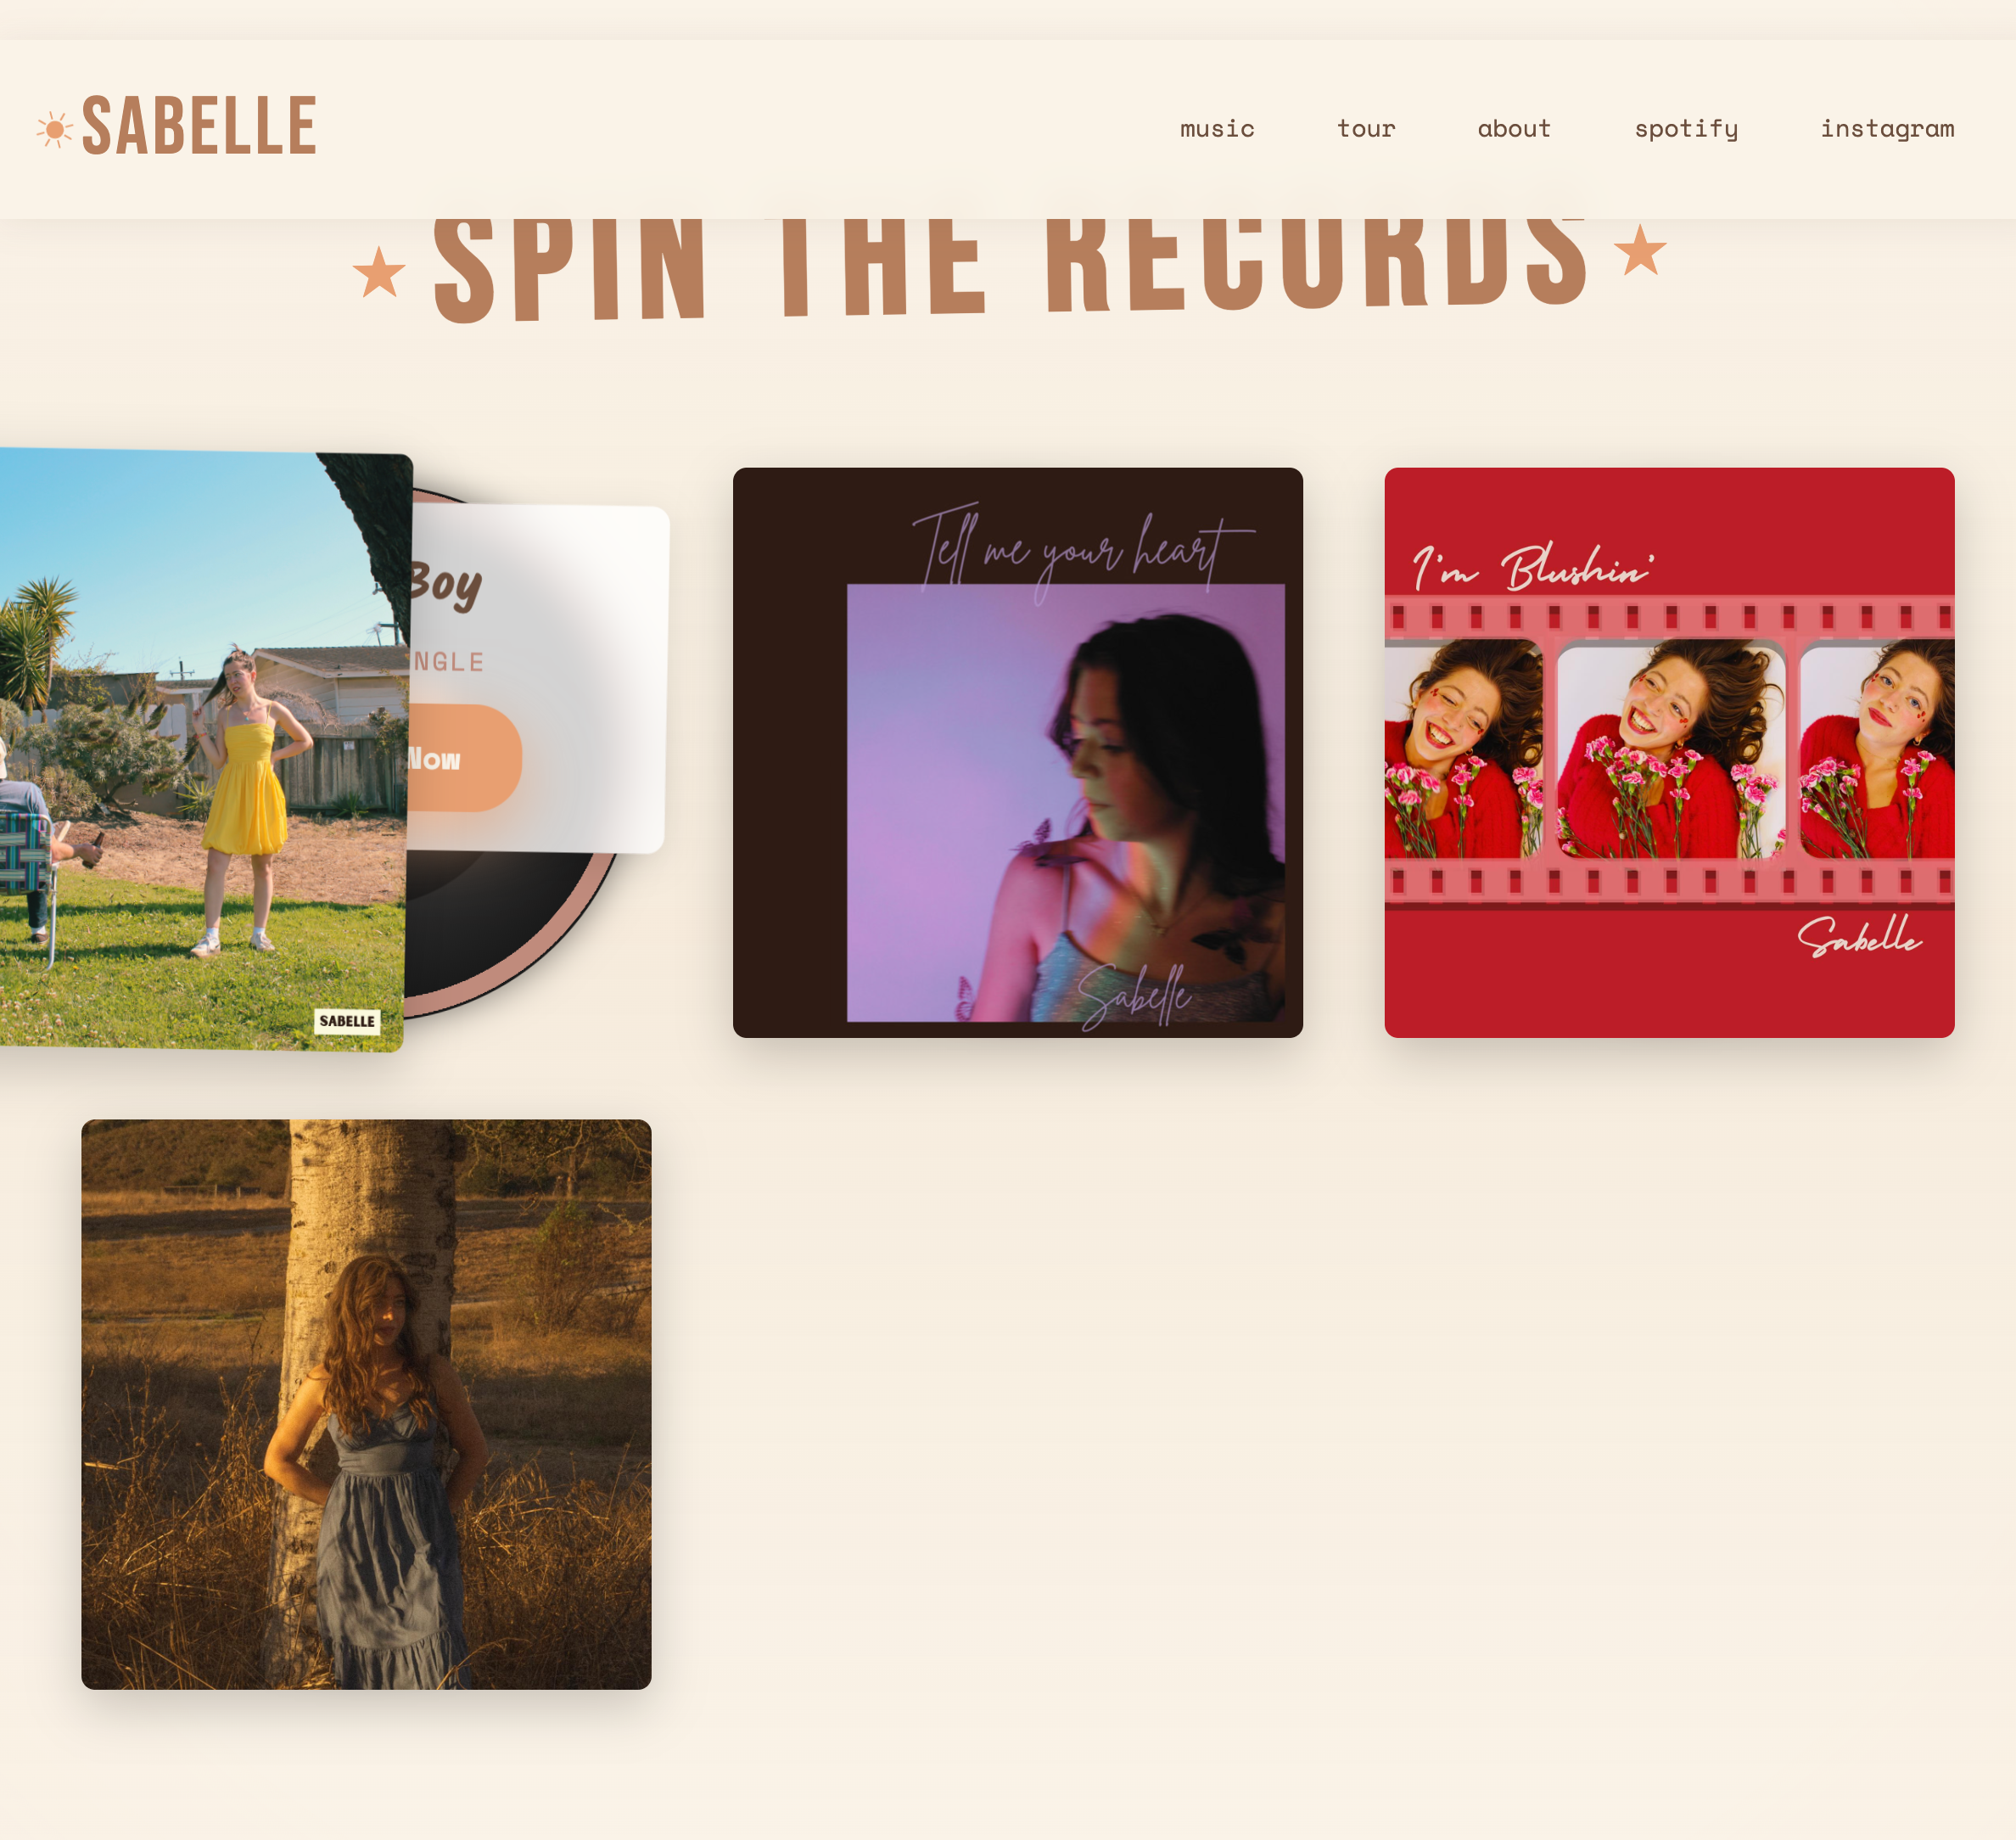 SABELLE
music tour about spotify instagram
SPIN THE RECORDS
Boy
NGLE
Now
SABELLE
Tell me your heart
Sabelle
I'm Blushin'
Sabelle